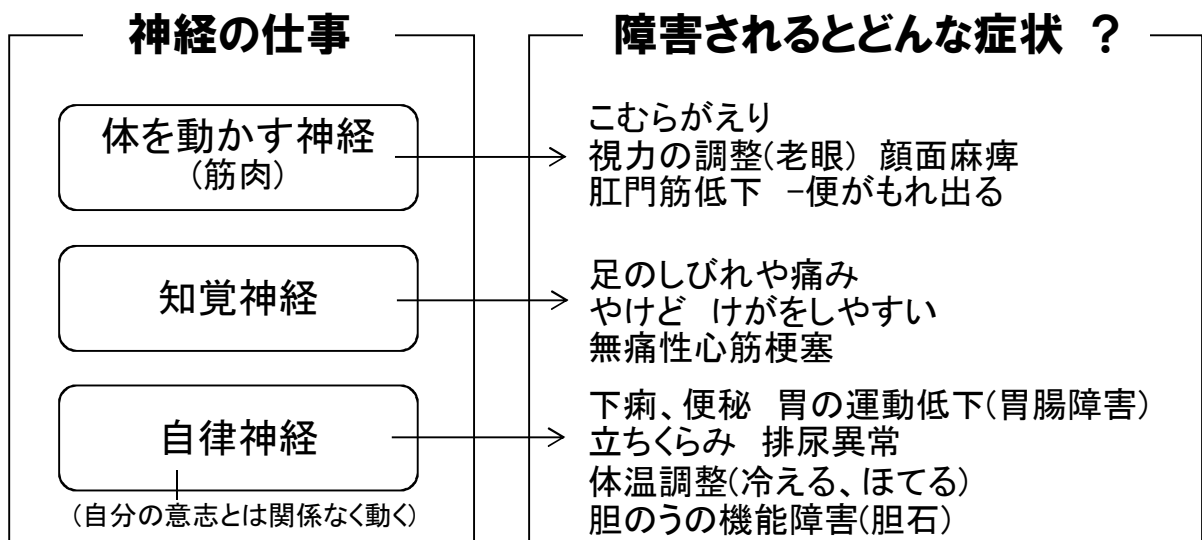 神経の仕事
体を動かす神経
(筋肉)
知覚神経
自律神経
(自分の意志とは関係なく動く)
障害されるとどんな症状 ?
こむらがえり
視力の調整(老眼) 顔面麻痺
肛門筋低下 -便がもれ出る
足のしびれや痛み
やけど けがをしやすい
無痛性心筋梗塞
下痢、便秘 胃の運動低下(胃腸障害)
立ちくらみ 排尿異常
体温調整(冷える、ほてる)
胆のうの機能障害(胆石)